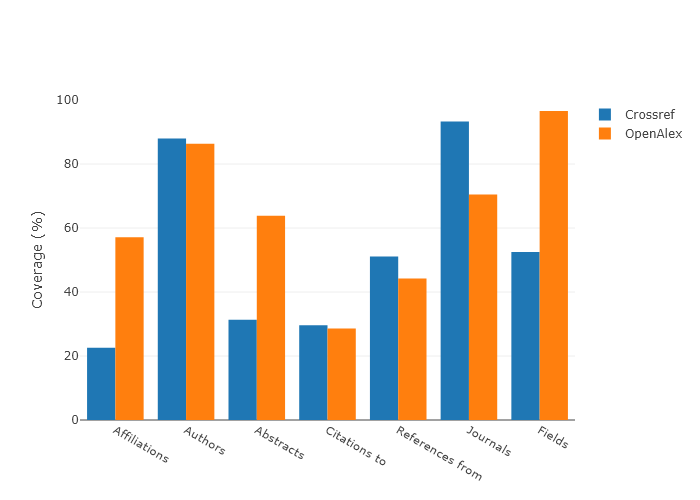 Coverage (%)
100
80
60
40
20
0
Affiliations
Authors
Abstracts
Citations to
References from
Journals
Fields
Crossref
OpenAlex